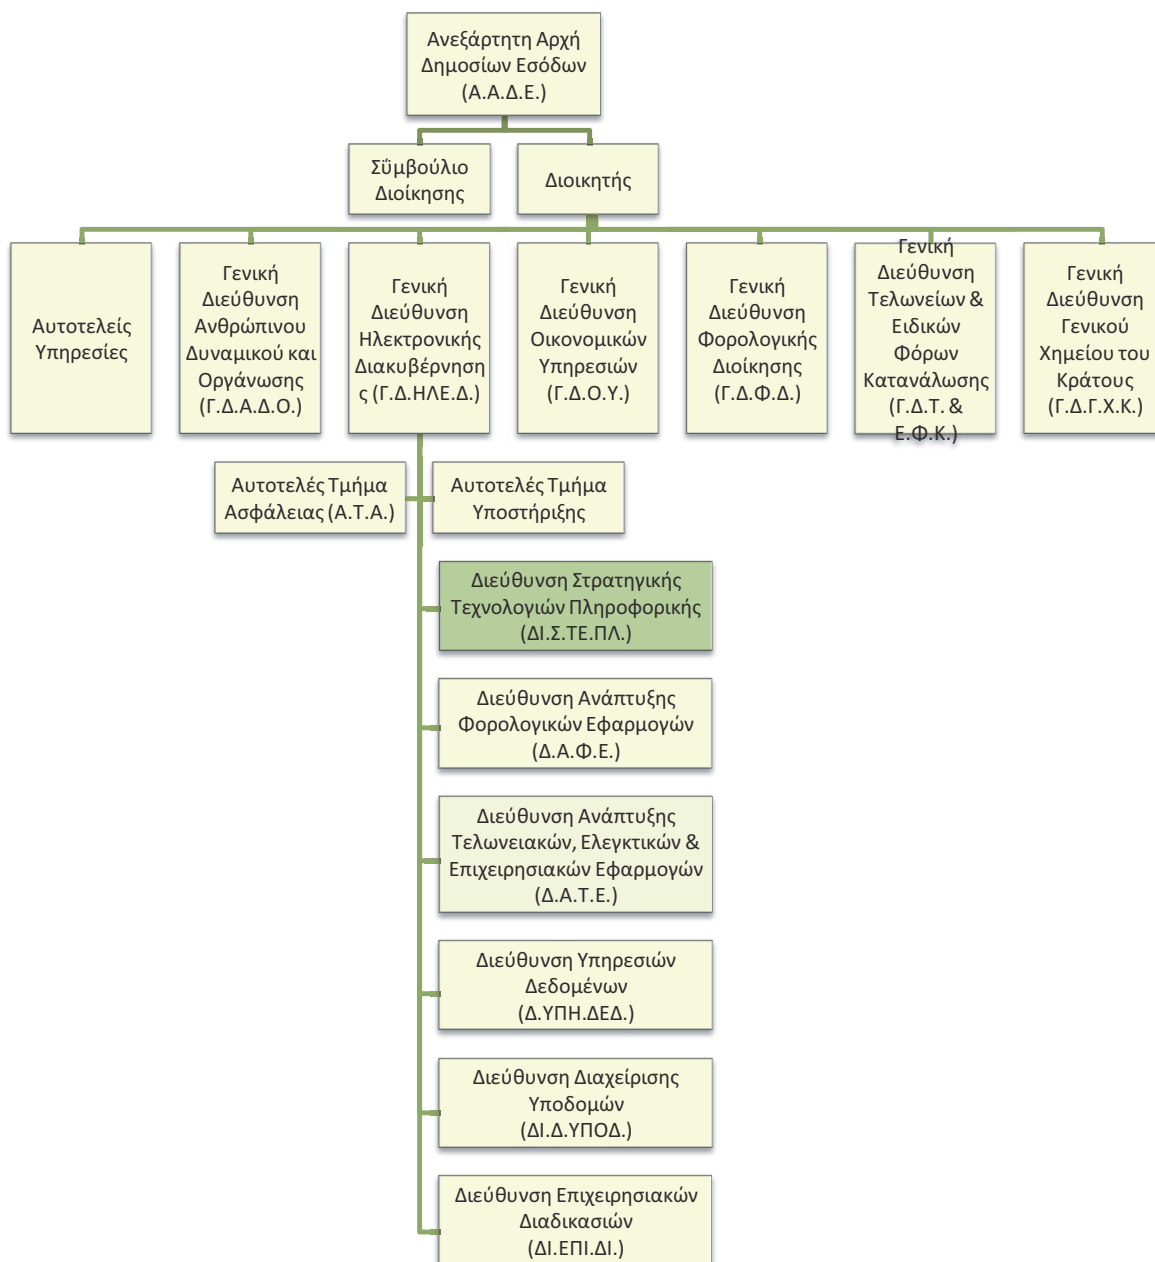 Ανεξάρτητη Αρχή
Δημοσίων Εσόδων
(Α.Α.Δ.Ε.)
Σΰμβούλιο
Διοίκησης
Διοικητής
Αυτοτελείς
Υπηρεσίες
Γενική
Διεύθυνση
Ανθρώπινου
Δυναμικού και
Οργάνωσης
(Γ.Δ.Α.Δ.Ο.)
Γενική
Διεύθυνση
Ηλεκτρονικής
Διακυβέρνηση
ς (Γ.Δ.ΗΛΕ.Δ.)
Γενική
Διεύθυνση
Οικονομικών
Υπηρεσιών
(Γ.Δ.Ο.Υ.)
Γενική
Διεύθυνση
Φορολογικής
Διοίκησης
(Γ.Δ.Φ.Δ.)
Γενική
Διεύθυνση
Τελωνείων &
Ειδικών
Φόρων
Κατανάλωσης
(Γ.Δ.Τ. &
Ε.Φ.Κ.)
Γενική
Διεύθυνση
Γενικού
Χημείου του
Κράτους
(Γ.Δ.Γ.Χ.Κ.)
Αυτοτελές Τμήμα
Ασφάλειας (Α.Τ.Α.)
Αυτοτελές Τμήμα
Υποστήριξης
Διεύθυνση Στρατηγικής
Τεχνολογιών Πληροφορικής
(ΔΙ.Σ.ΤΕ.ΠΛ.)
Διεύθυνση Ανάπτυξης
Φορολογικών Εφαρμογών
(Δ.Α.Φ.Ε.)
Διεύθυνση Ανάπτυξης
Τελωνειακών, Ελεγκτικών &
Επιχειρησιακών Εφαρμογών
(Δ.Α.Τ.Ε.)
Διεύθυνση Υπηρεσιών
Δεδομένων
(Δ.ΥΠΗ.ΔΕΔ.)
Διεύθυνση Διαχείρισης
Υποδομών
(ΔΙ.Δ.ΥΠΟΔ.)
Διεύθυνση Επιχειρησιακών
Διαδικασιών
(ΔΙ.ΕΠΙ.ΔΙ.)